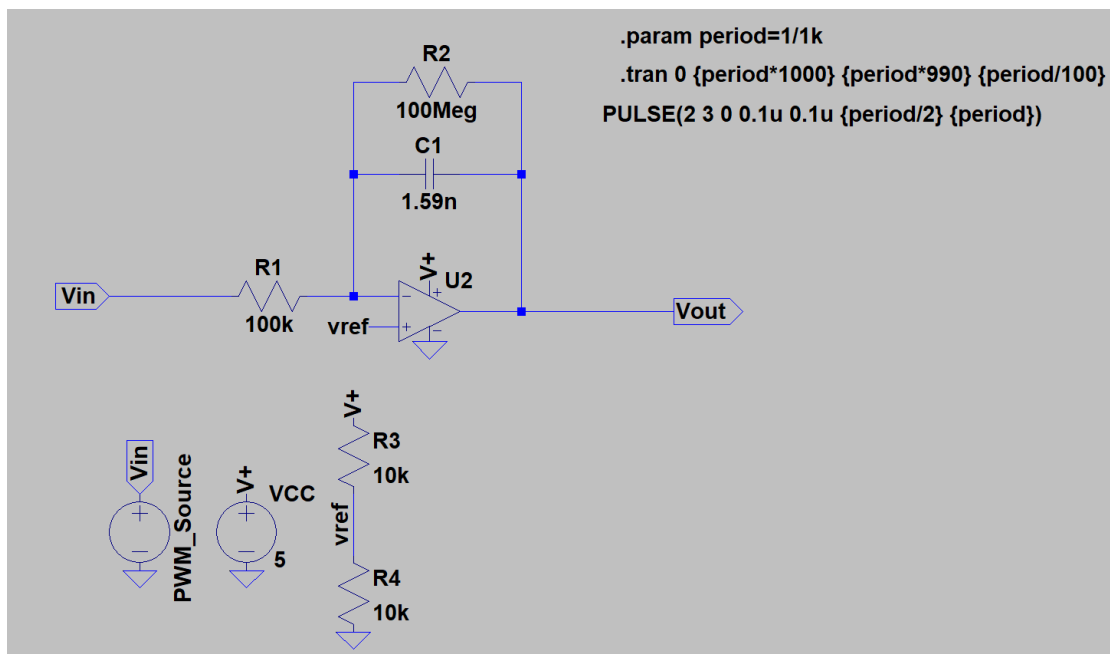 .param period=1/1k
.tran 0 {period*1000} {period*990} {period/100}
PULSE(2 3 0 0.1u 0.1u {period/2} {period})
R2
100Meg
C1
1.59n
V+
U2
Vin
R1
100k
vref
Vout
V+
R3
10k
vref
R4
10k
Vin
PWM_Source
V+
VCC
5